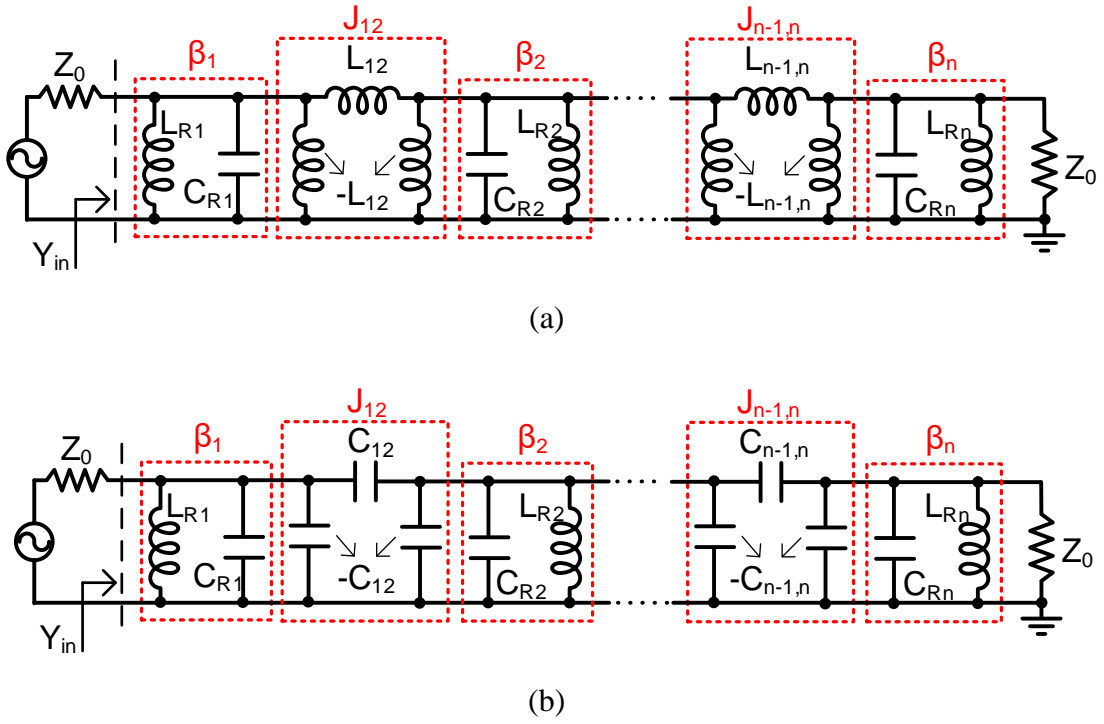 J12 Jn-1,n
Z0 β1 L12 β2 Ln-1,n βn
LR1 LR2 LRn
CR1 -L12 CR2 -Ln-1,n CRn Z0
Yin
(a)
J12 Jn-1,n
Z0 β1 C12 β2 Cn-1,n βn
LR1 LR2 LRn
CR1 -C12 CR2 -Cn-1,n CRn Z0
Yin
(b)